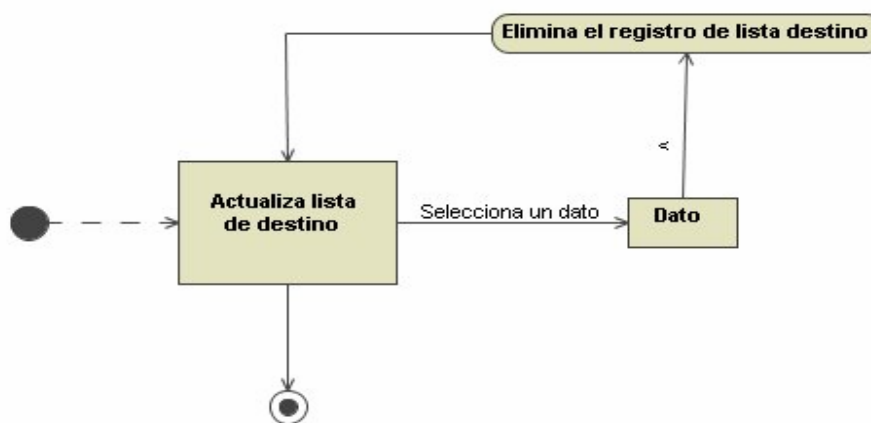 Elimina el registro de lista destino
Actualiza lista
de destino
Selecciona un dato
Dato